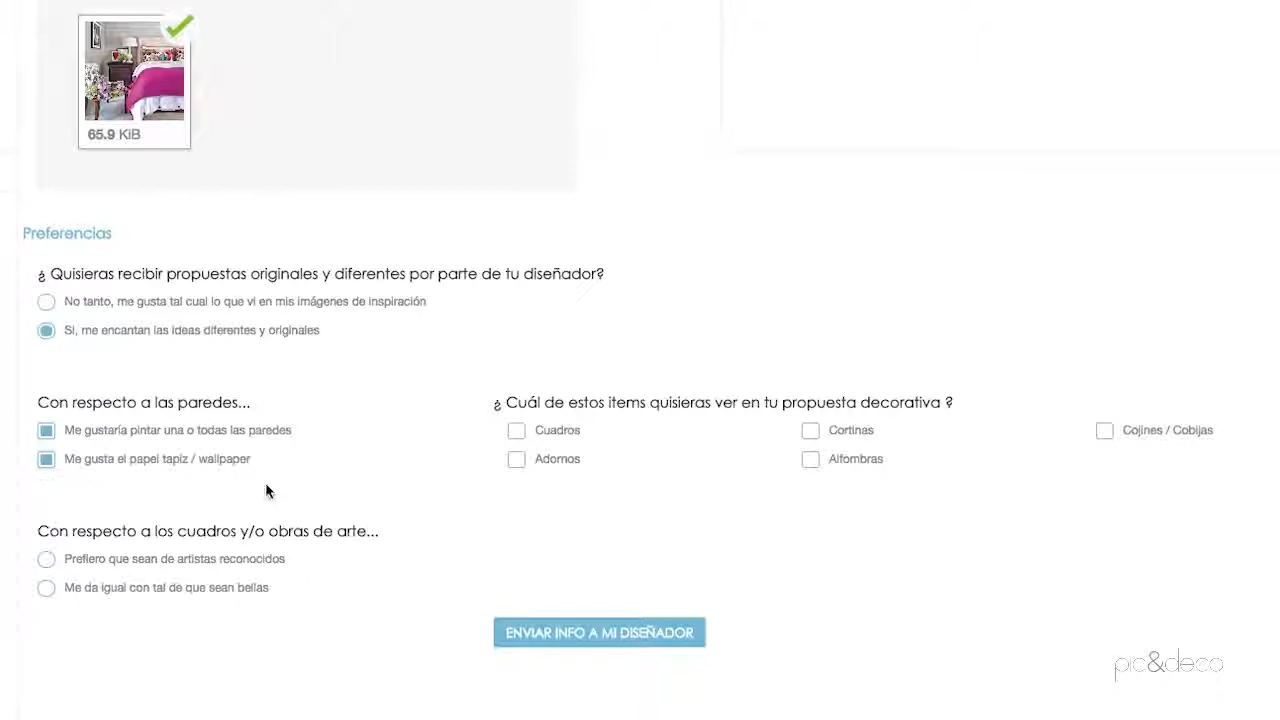 65.9 KiB
Preferencias
¿ Quisieras recibir propuestas originales y diferentes por parte de tu diseñador?
No tanto, me gusta tal cual lo que vi en mis imágenes de inspiración
Si, me encantan las ideas diferentes y originales
Con respecto a las paredes...
Me gustaría pintar una o todas las paredes
Me gusta el papel tapiz / wallpaper
¿ Cuál de estos items quisieras ver en tu propuesta decorativa ?
Cuadros
Cortinas
Cojines / Cobijas
Adornos
Alfombras
Con respecto a los cuadros y/o obras de arte...
Prefiero que sean de artistas reconocidos
Me da igual con tal de que sean bellas
ENVIAR INFO A MI DISEÑADOR
pic&deco